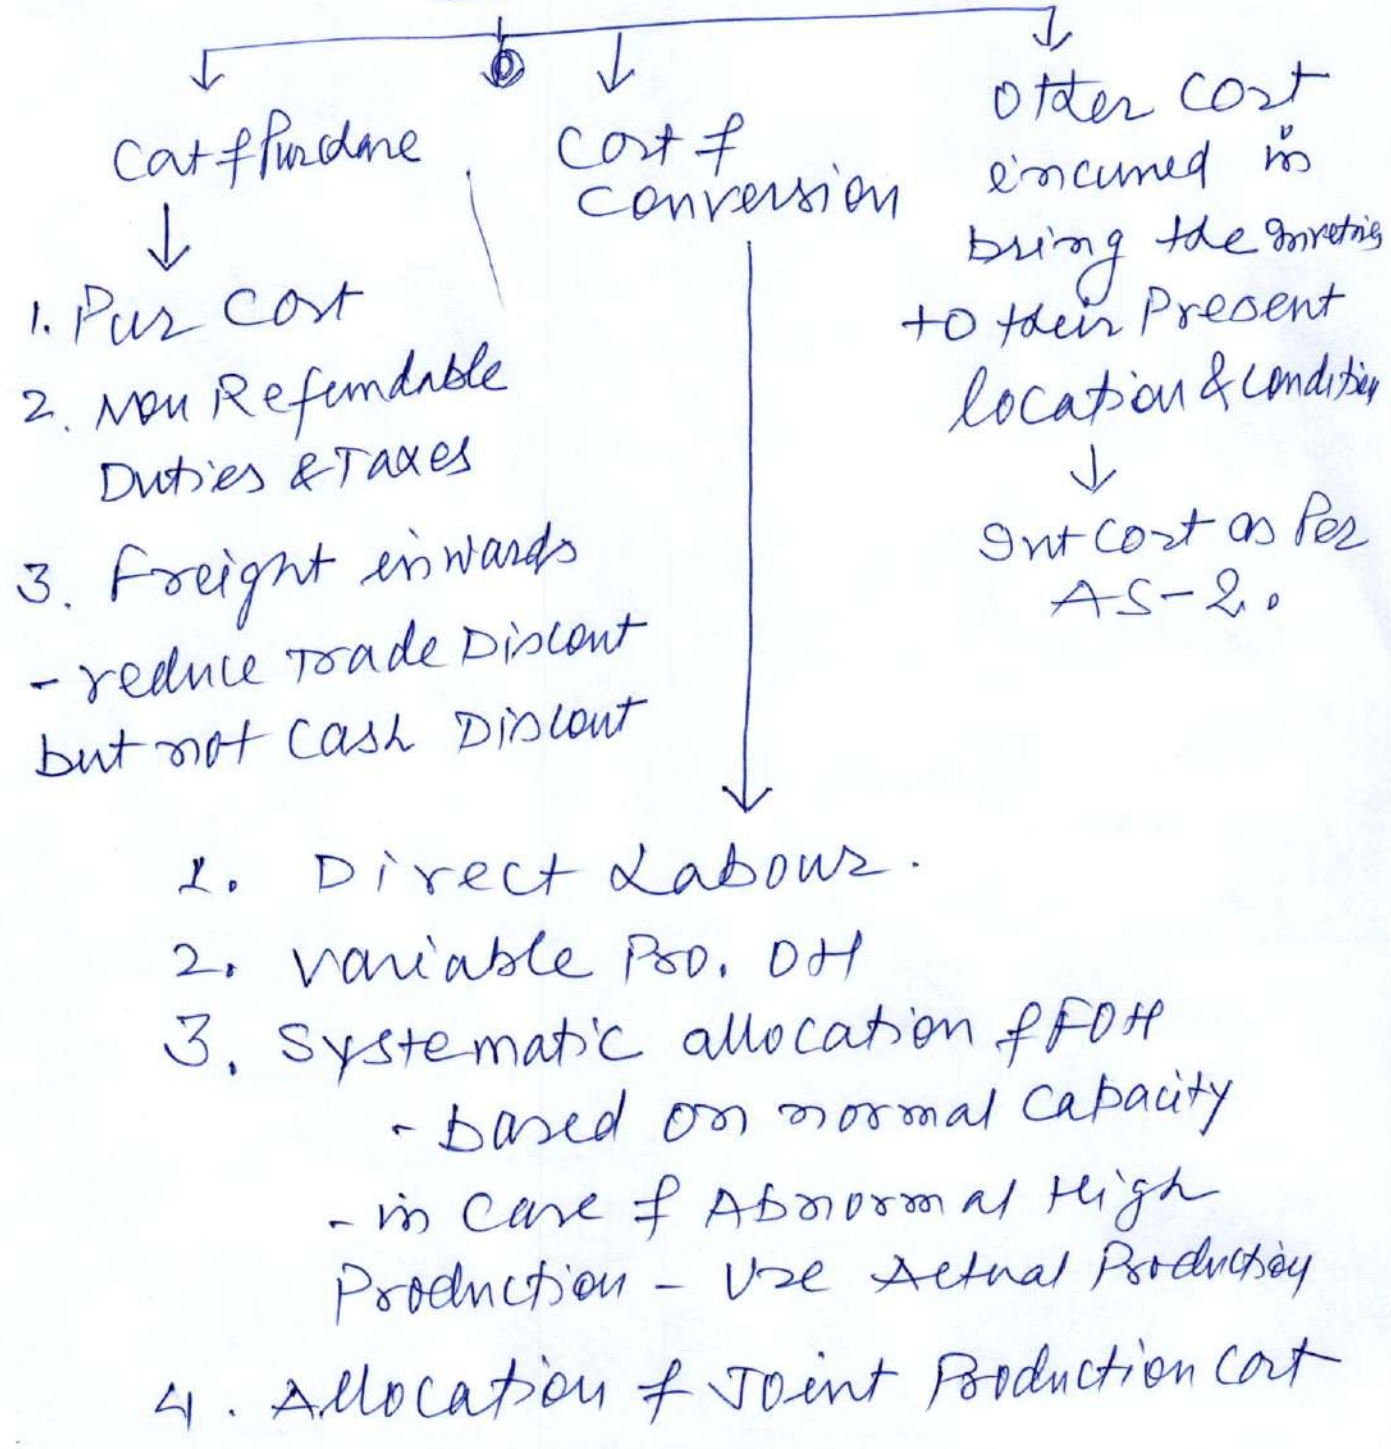 Cost of Purchase
↓
1. Pur Cost
2. Non Refundable
Duties & Taxes
3. Freight inwards
- reduce Trade Discount
but not Cash Discount
Cost of
Conversion
Other Cost
incurred in
bring the Inventories
to their Present
location & condition
↓
Int Cost as Per
AS-2.
1. Direct Labour.
2. Variable Pro. OH
3. Systematic allocation of FOH
- based on normal Capacity
- in Case of Abnormal High
Production - Use Actual Production
4. Allocation of Joint Production Cost